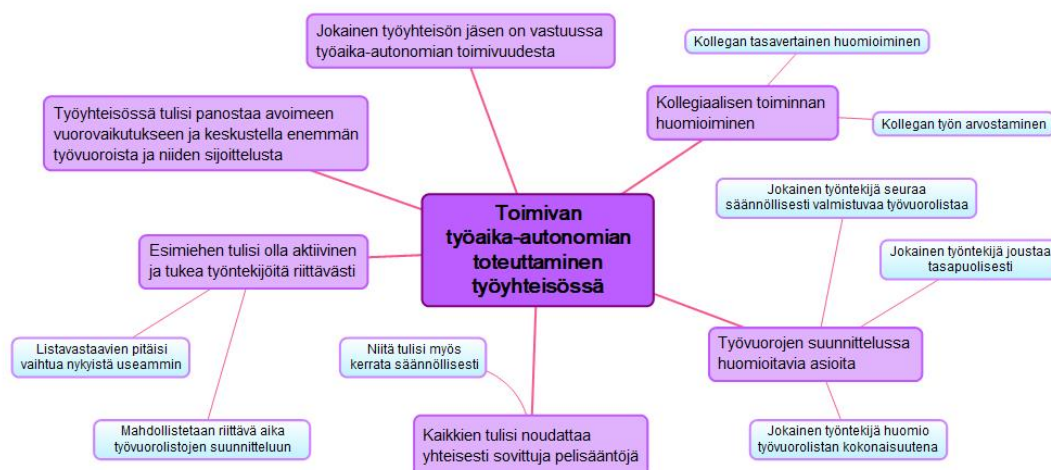 Jokainen työyhteisön jäsen on vastuussa
työaika-autonomian toimivuudesta
Kollegan tasavertainen huomioiminen
Kollegiaalisen toiminnan
huomioiminen
Kollegan työn arvostaminen
Työyhteisössä tulisi panostaa avoimeen
vuorovaikutukseen ja keskustella enemmän
työvuoroista ja niiden sijoittelusta
Jokainen työntekijä seuraa
säännöllisesti valmistuvaa työvuorolistaa
Toimivan
työaika-autonomian
toteuttaminen
työyhteisössä
Esimiehen tulisi olla aktiivinen
ja tukea työntekijöitä riittävästi
Jokainen työntekijä joustaa
tasapuolisesti
Listavastaavien pitäisi
vaihtua nykyistä useammin
Niitä tulisi myös
kerrata säännöllisesti
Työvuorojen suunnittelussa
huomioitavia asioita
Mahdollistetaan riittävä aika
työvuorolistojen suunnitteluun
Kaikkien tulisi noudattaa
yhteisesti sovittuja pelisääntöjä
Jokainen työntekijä huomio
työvuorolistan kokonaisuutena